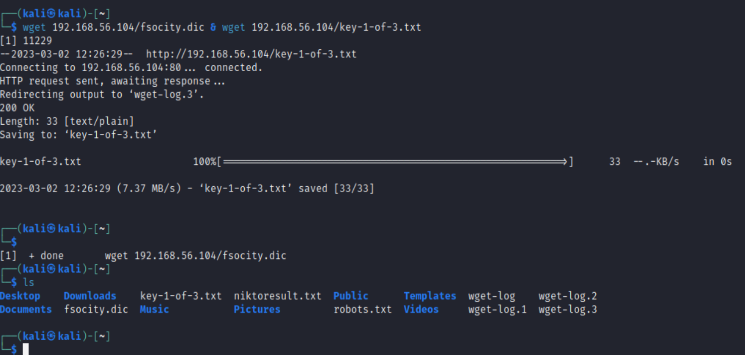 ┌──(kali㉿kali)-[~]
└─$ wget 192.168.56.104/fsocity.dic & wget 192.168.56.104/key-1-of-3.txt
[1] 11229
--2023-03-02 12:26:29-- http://192.168.56.104/key-1-of-3.txt
Connecting to 192.168.56.104:80... connected.
HTTP request sent, awaiting response...
Redirecting output to ‘wget-log.3’.
200 OK
Length: 33 [text/plain]
Saving to: ‘key-1-of-3.txt’
key-1-of-3.txt 100%[===================================================>] 33 --.-KB/s in 0s
2023-03-02 12:26:29 (7.37 MB/s) - ‘key-1-of-3.txt’ saved [33/33]
┌──(kali㉿kali)-[~]
└─$
[1] + done wget 192.168.56.104/fsocity.dic
┌──(kali㉿kali)-[~]
└─$ ls
Desktop Downloads key-1-of-3.txt niktoresult.txt Public Templates wget-log wget-log.2
Documents fsocity.dic Music Pictures robots.txt Videos wget-log.1 wget-log.3
┌──(kali㉿kali)-[~]
└─$